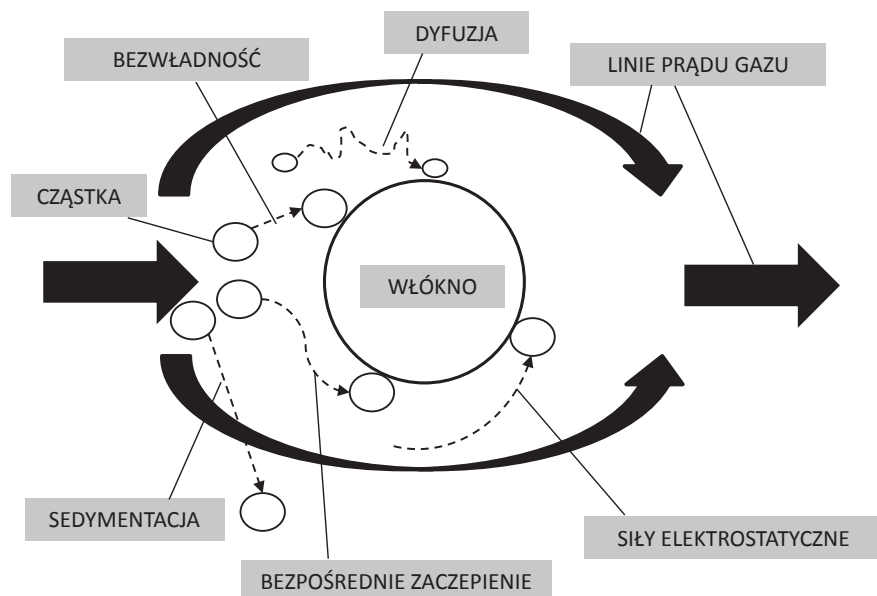 DYFUZJA
BEZWŁADNOŚĆ
LINIE PRĄDU GAZU
CZĄSTKA
WŁÓKNO
SEDYMENTACJA
SIŁY ELEKTROSTATYCZNE
BEZPOŚREDNIE ZACZEPIENIE